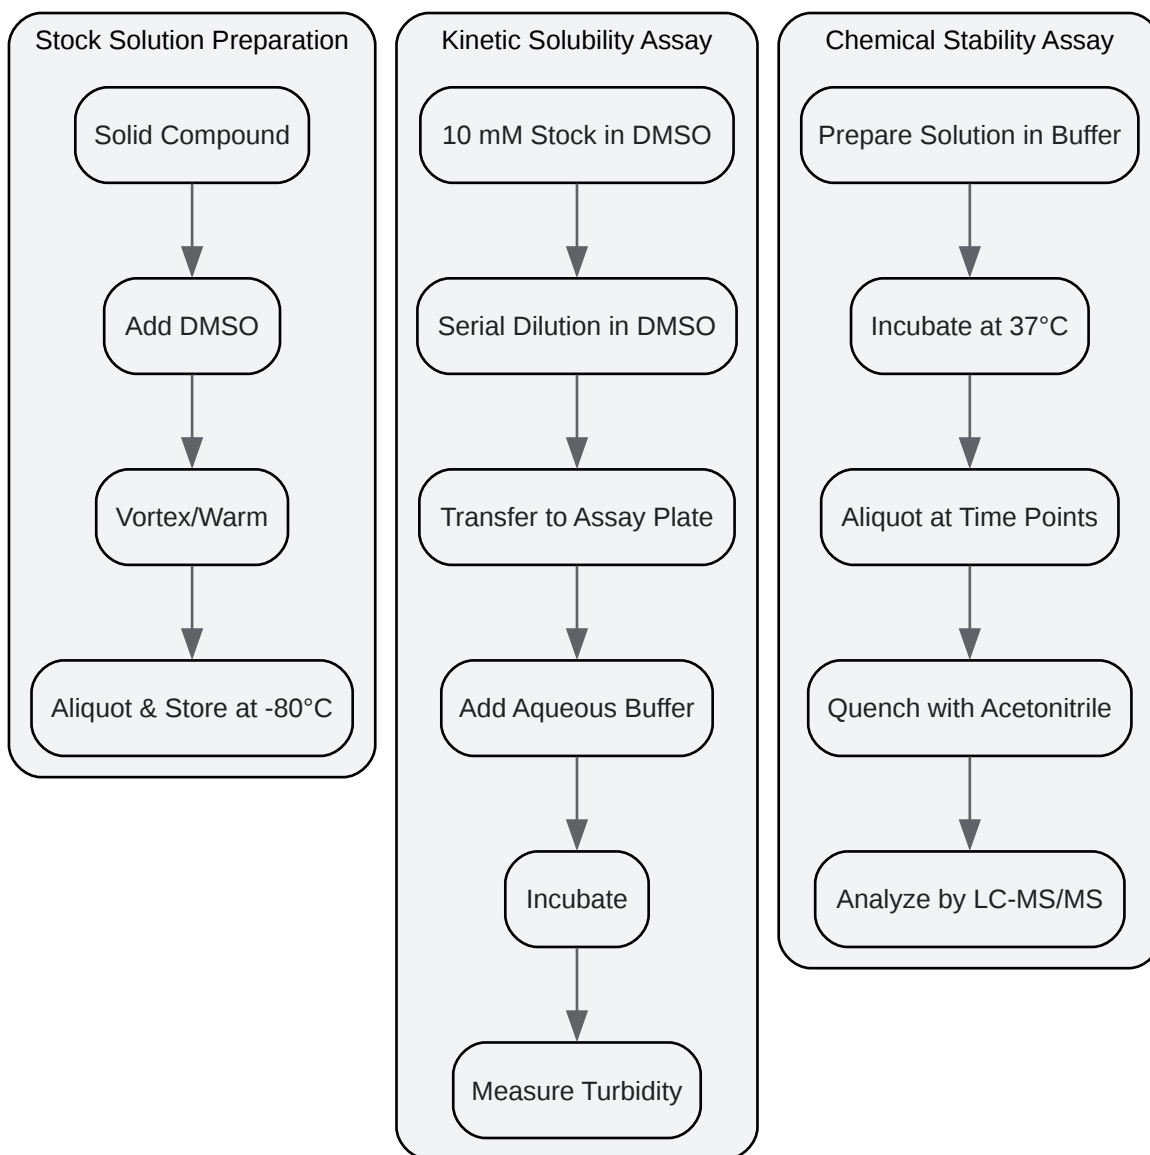 Stock Solution Preparation
Solid Compound
Add DMSO
Vortex/Warm
Aliquot & Store at -80°C
Kinetic Solubility Assay
10 mM Stock in DMSO
Serial Dilution in DMSO
Transfer to Assay Plate
Add Aqueous Buffer
Incubate
Measure Turbidity
Chemical Stability Assay
Prepare Solution in Buffer
Incubate at 37°C
Aliquot at Time Points
Quench with Acetonitrile
Analyze by LC-MS/MS